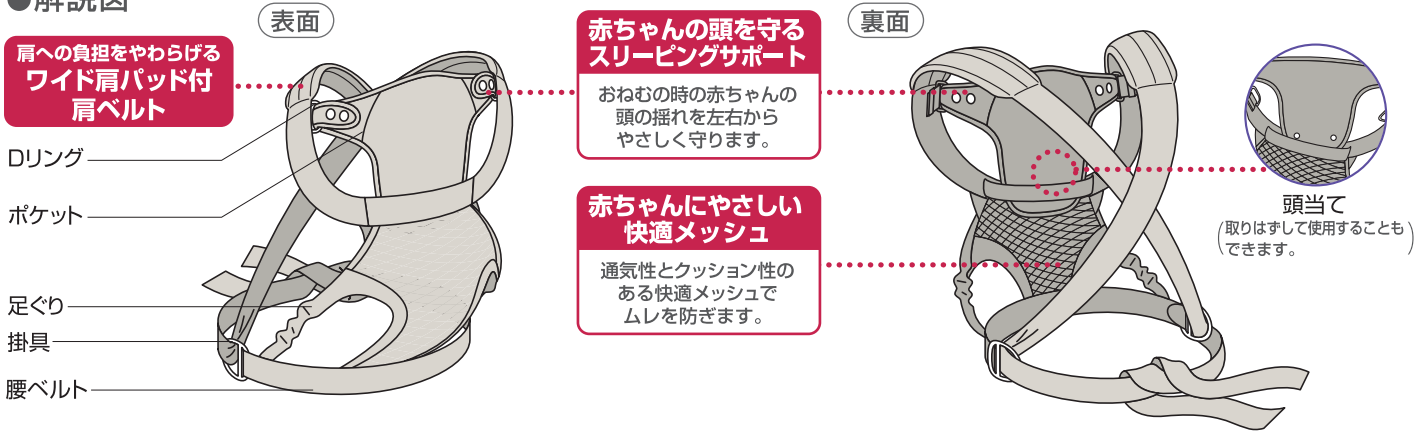 ●解説図
表面
肩への負担をやわらげる
ワイド肩パッド付
肩ベルト
Dリング
ポケット
足ぐり
掛具
腰ベルト
赤ちゃんの頭を守る
スリーピングサポート
おねむの時の赤ちゃんの
頭の揺れを左右から
やさしく守ります。
赤ちゃんにやさしい
快適メッシュ
通気性とクッション性の
ある快適メッシュで
ムレを防ぎます。
裏面
頭当て
(取りはずして使用することも
できます。)